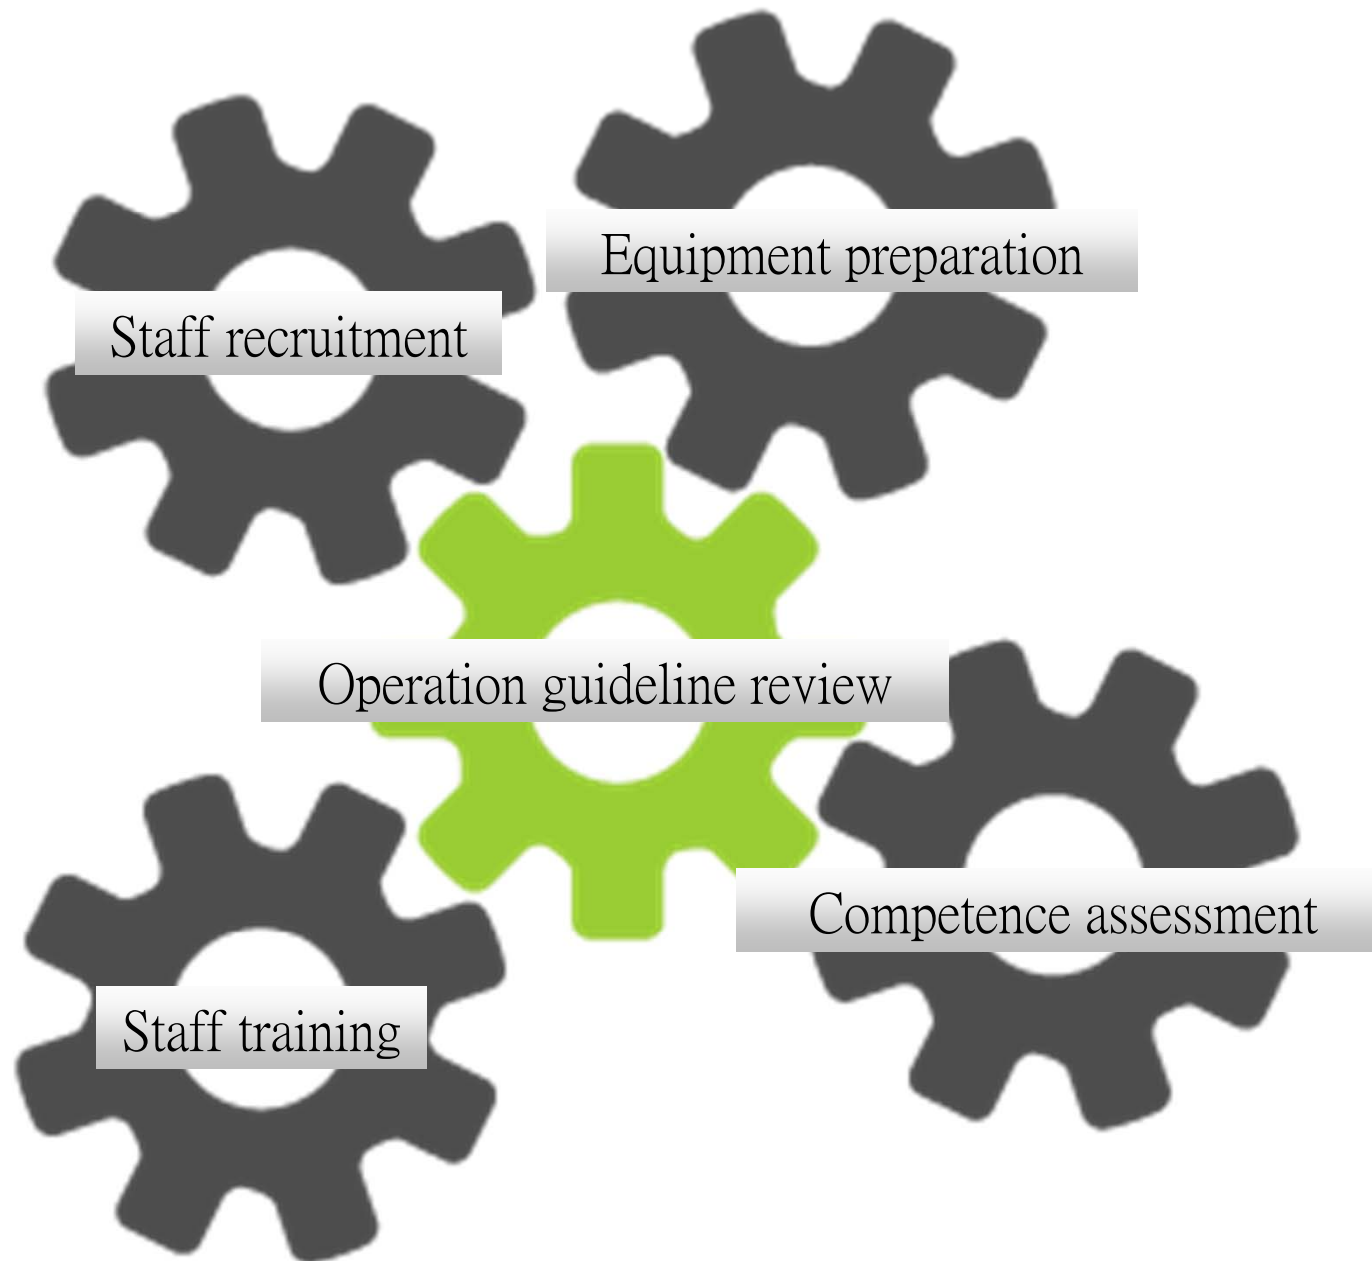 Equipment preparation
Staff recruitment
Operation guideline review
Competence assessment
Staff training